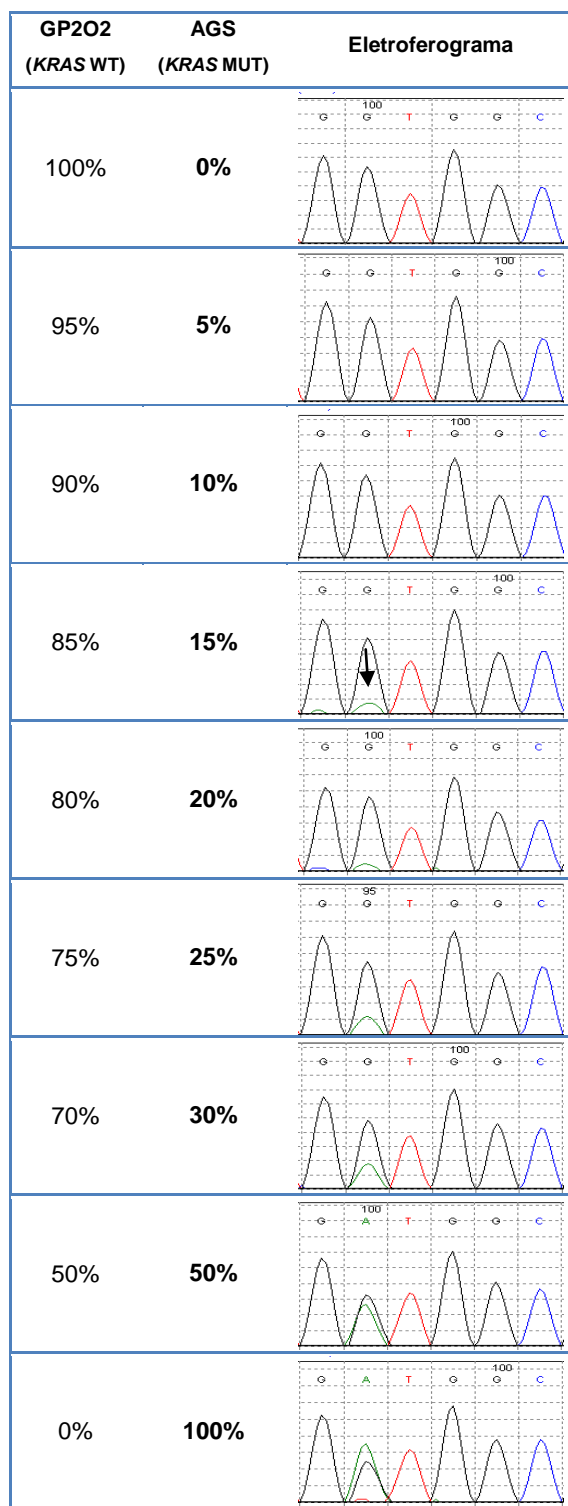 GP2O2 AGS Eletroferograma
(KRAS WT) (KRAS MUT)
100
G G T G G C
100% 0%
100
G G T G G C
95% 5%
100
G G T G G C
90% 10%
100
G G T G G C
85% 15%
100
G G T G G C
80% 20%
95
G G T G G C
75% 25%
100
G G T G G C
70% 30%
100
G A T G G C
50% 50%
100
G A T G G C
0% 100%